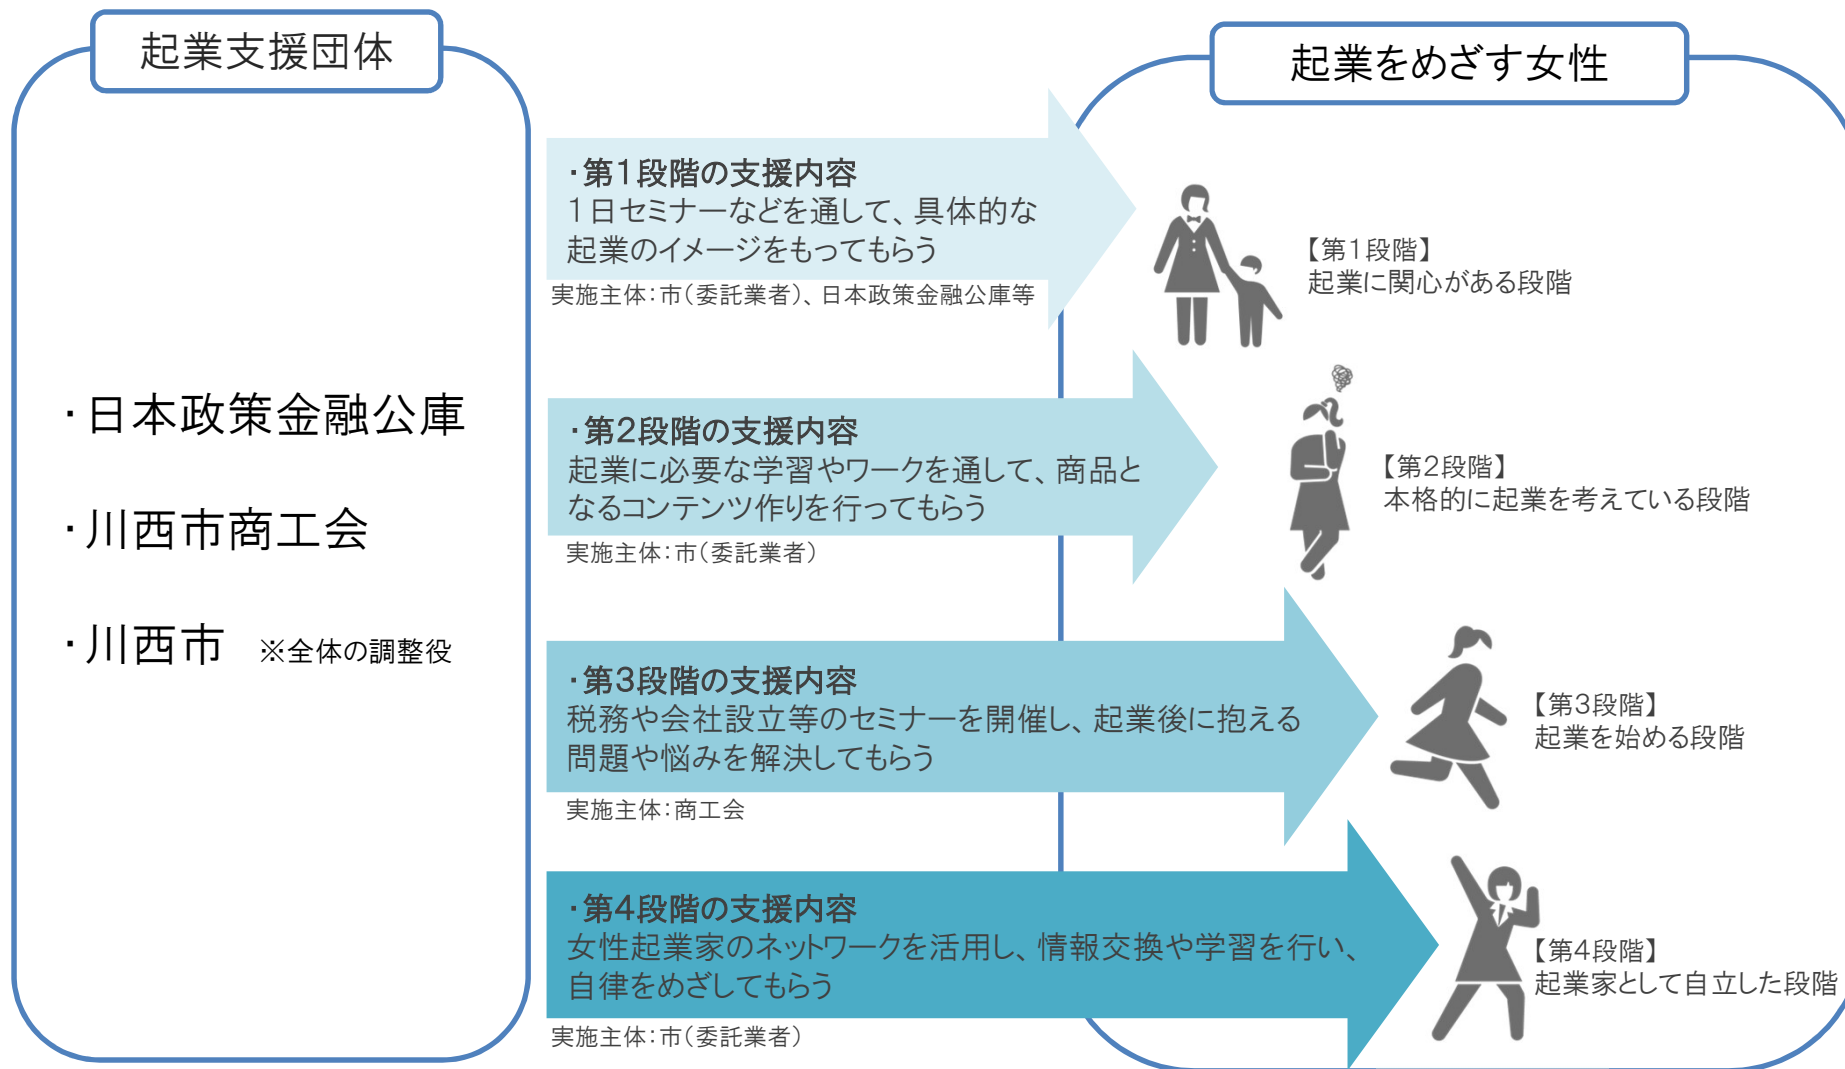 起業支援団体
・日本政策金融公庫
・川西市商工会
・川西市 ※全体の調整役
・第1段階の支援内容
1日セミナーなどを通して、具体的な
起業のイメージをもってもらう
実施主体：市（委託業者）、日本政策金融公庫等
・第2段階の支援内容
起業に必要な学習やワークを通して、商品と
なるコンテンツ作りを行ってもらう
実施主体：市（委託業者）
・第3段階の支援内容
税務や会社設立等のセミナーを開催し、起業後に抱える
問題や悩みを解決してもらう
実施主体：商工会
・第4段階の支援内容
女性起業家のネットワークを活用し、情報交換や学習を行い、
自律をめざしてもらう
実施主体：市（委託業者）
起業をめざす女性
【第1段階】
起業に関心がある段階
【第2段階】
本格的に起業を考えている段階
【第3段階】
起業を始める段階
【第4段階】
起業家として自立した段階